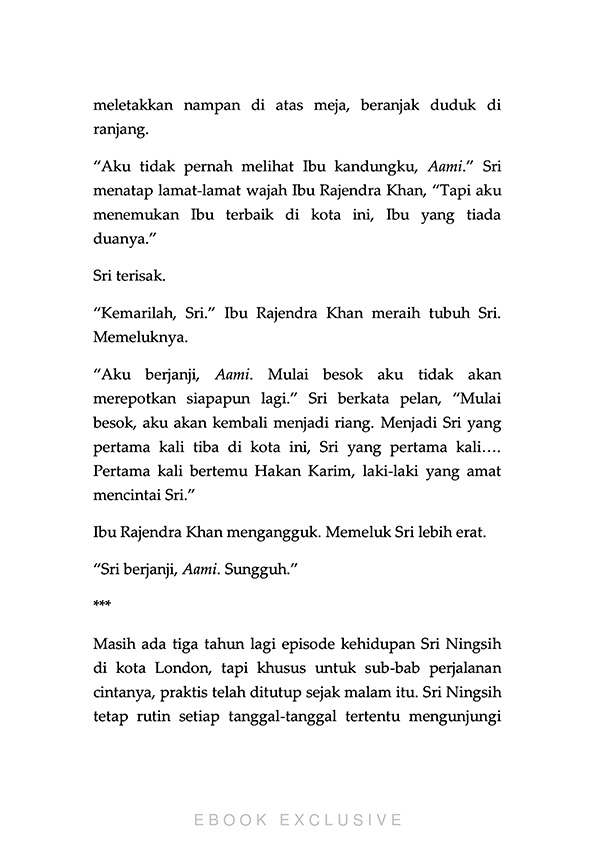 meletakkan nampan di atas meja, beranjak duduk di
ranjang.
“Aku tidak pernah melihat Ibu kandungku, Aami.” Sri
menatap lamat-lamat wajah Ibu Rajendra Khan, “Tapi aku
menemukan Ibu terbaik di kota ini, Ibu yang tiada
duanya.”
Sri terisak.
“Kemarilah, Sri.” Ibu Rajendra Khan meraih tubuh Sri.
Memeluknya.
“Aku berjanji, Aami. Mulai besok aku tidak akan
merepotkan siapapun lagi.” Sri berkata pelan, “Mulai
besok, aku akan kembali menjadi riang. Menjadi Sri yang
pertama kali tiba di kota ini, Sri yang pertama kali….
Pertama kali bertemu Hakan Karim, laki-laki yang amat
mencintai Sri.”
Ibu Rajendra Khan mengangguk. Memeluk Sri lebih erat.
“Sri berjanji, Aami. Sungguh.”
***
Masih ada tiga tahun lagi episode kehidupan Sri Ningsih
di kota London, tapi khusus untuk sub-bab perjalanan
cintanya, praktis telah ditutup sejak malam itu. Sri Ningsih
tetap rutin setiap tanggal-tanggal tertentu mengunjungi
EBOOK EXCLUSIVE